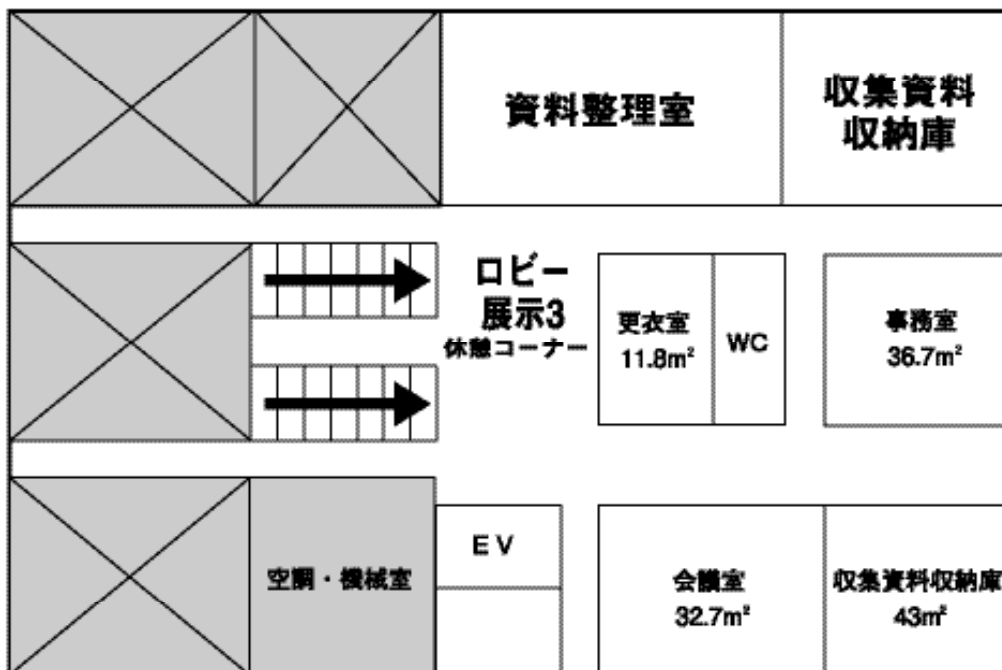 資料整理室
収集資料
収納庫
ロビー
展示3
休憩コーナー
更衣室
11.8m²
WC
事務室
36.7m²
空調・機械室
EV
会議室
32.7m²
収集資料収納庫
43m²